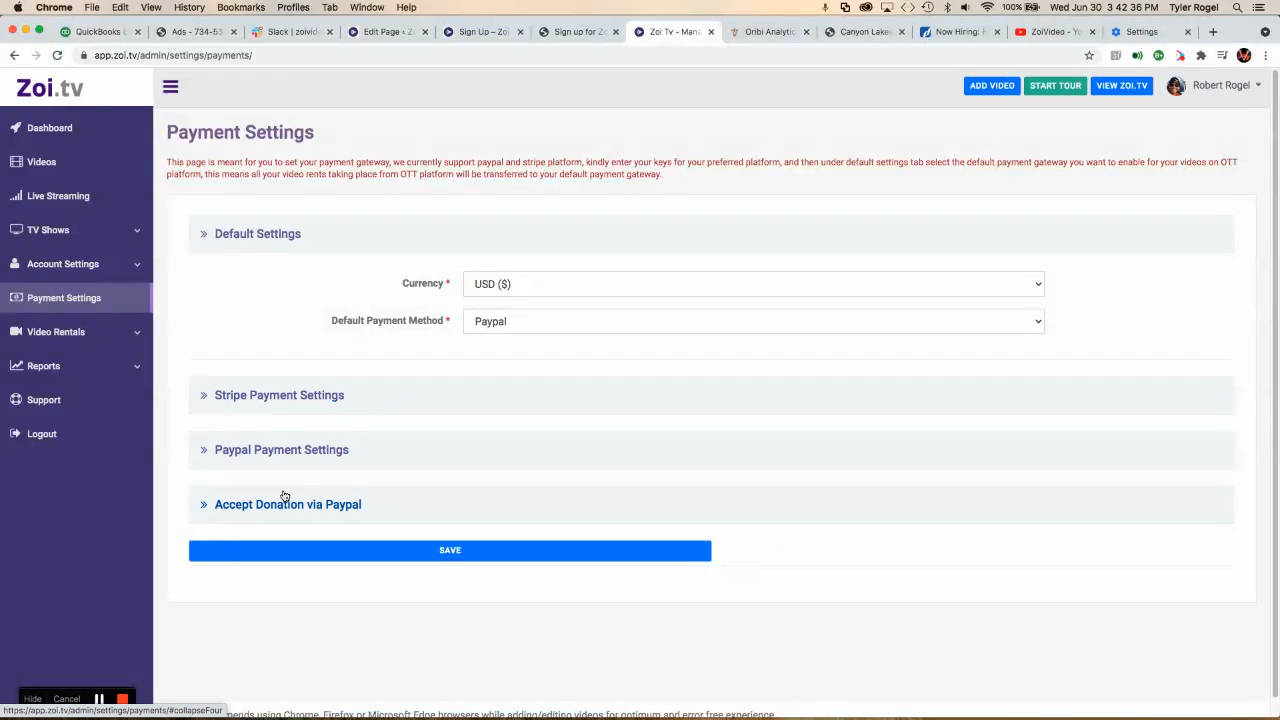 Chrome File Edit View History Bookmarks Profiles Tab Window Help 100% Wed Jun 30 3:42:36 PM Tyler Rogel
QuickBooks L Ads - 734-53 Slack | zoivide Edit Page ‹ Z Sign Up – Zoi Sign up for Zo Zoi Tv - Mana Oribi Analytic Canyon Lakes Now Hiring: F ZoiVideo - Y Settings
app.zoi.tv/admin/settings/payments/
Zoi.tv
ADD VIDEO START TOUR VIEW ZOI.TV Robert Rogel
Dashboard
Videos
Live Streaming
TV Shows
Account Settings
Payment Settings
Video Rentals
Reports
Support
Logout
Payment Settings
This page is meant for you to set your payment gateway, we currently support paypal and stripe platform, kindly enter your keys for your preferred platform, and then under default settings tab select the default payment gateway you want to enable for your videos on OTT
platform, this means all your video rents taking place from OTT platform will be transferred to your default payment gateway.
» Default Settings
Currency * USD ($)
Default Payment Method * Paypal
» Stripe Payment Settings
» Paypal Payment Settings
» Accept Donation via Paypal
SAVE
Hide Cancel
https://app.zoi.tv/admin/settings/payments/#collapseFour
mends using Chrome, Firefox or Microsoft Edge browsers while adding/editing videos for optimum and error free experience.